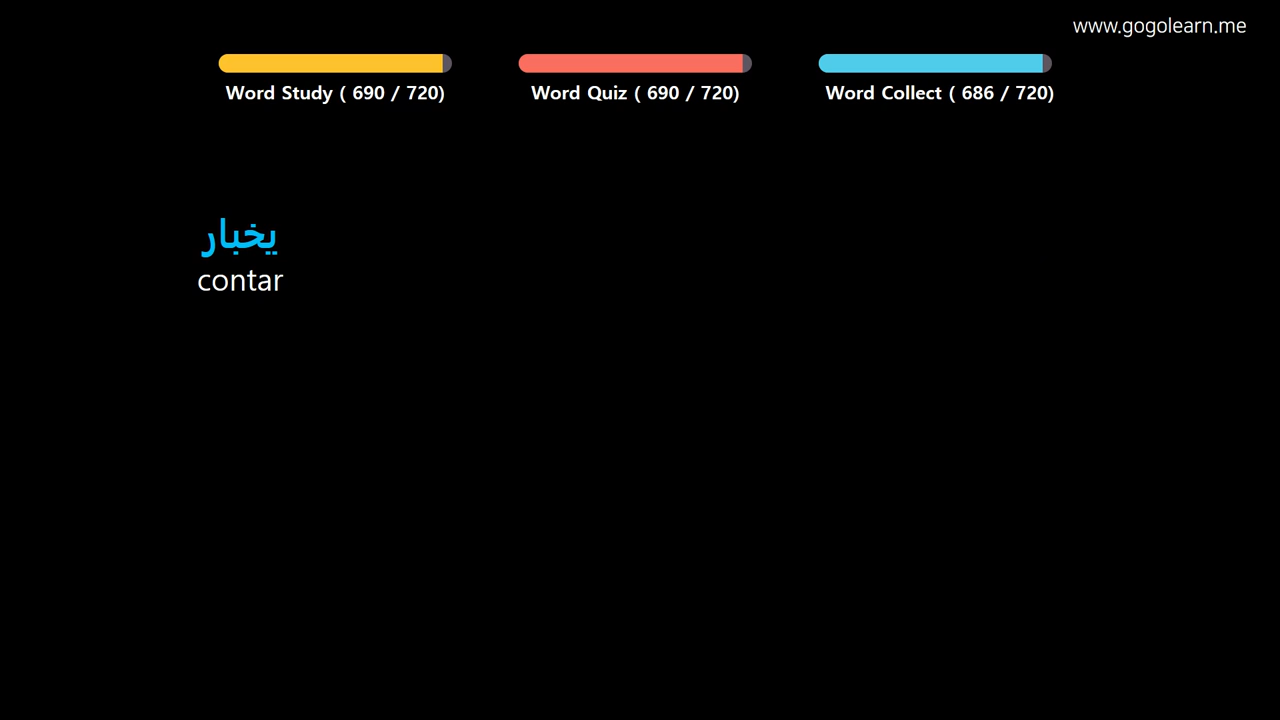 www.gogolearn.me
Word Study ( 690 / 720)
Word Quiz ( 690 / 720)
Word Collect ( 686 / 720)
يخبار
contar